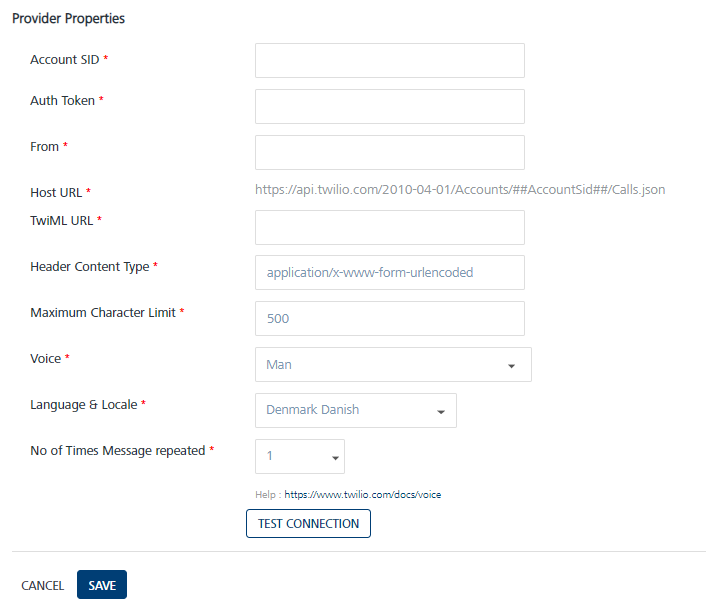 Provider Properties
Account SID *
Auth Token *
From *
Host URL * https://api.twilio.com/2010-04-01/Accounts/##AccountSid##/Calls.json
TwiML URL *
Header Content Type * application/x-www-form-urlencoded
Maximum Character Limit * 500
Voice * Man
Language & Locale * Denmark Danish
No of Times Message repeated * 1
Help : https://www.twilio.com/docs/voice
TEST CONNECTION
CANCEL SAVE